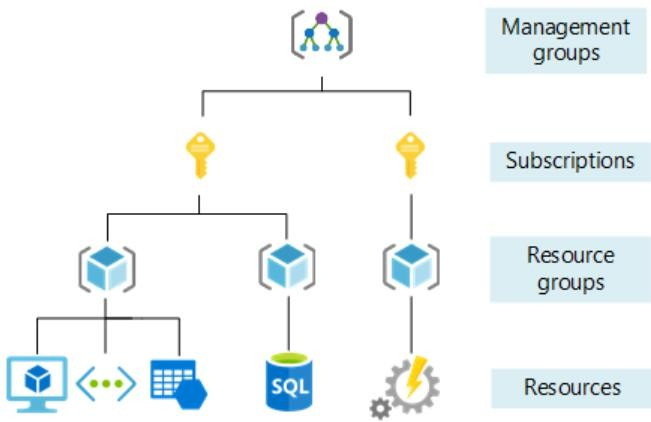 Management
groups
Subscriptions
Resource
groups
SQL
Resources